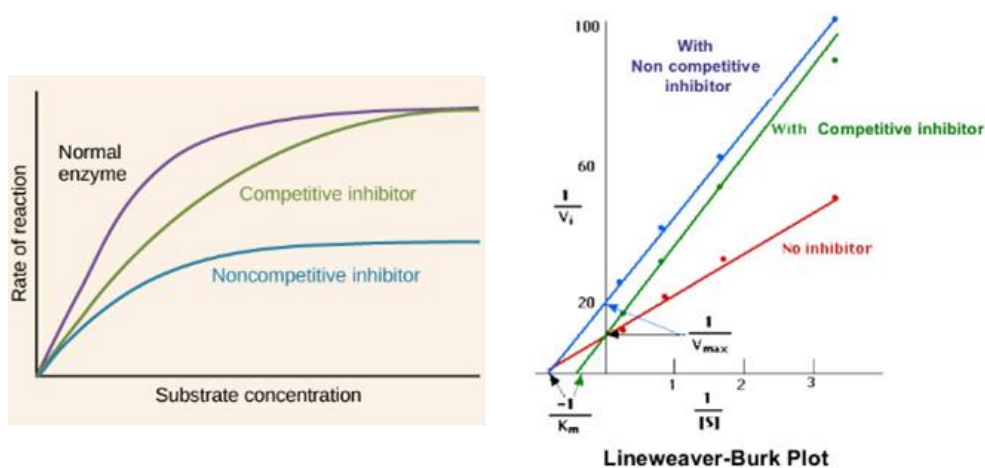 Rate of reaction
Normal
enzyme
Competitive inhibitor
Noncompetitive inhibitor
Substrate concentration
100
With
Non competitive
inhibitor
With Competitive inhibitor
60
1
Vi
No inhibitor
20
1
Vmax
1
2
3
-1
Km
1
[S]
Lineweaver-Burk Plot